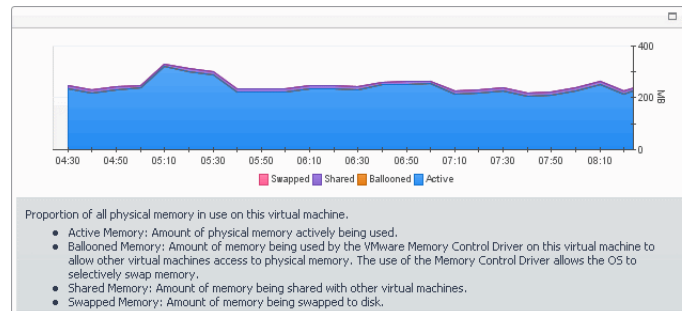 400
200
MB
0
04:30 04:50 05:10 05:30 05:50 06:10 06:30 06:50 07:10 07:30 07:50 08:10
Swapped Shared Ballooned Active
Proportion of all physical memory in use on this virtual machine.
• Active Memory: Amount of physical memory actively being used.
• Ballooned Memory: Amount of memory being used by the VMware Memory Control Driver on this virtual machine to
allow other virtual machines access to physical memory. The use of the Memory Control Driver allows the OS to
selectively swap memory.
• Shared Memory: Amount of memory being shared with other virtual machines.
• Swapped Memory: Amount of memory being swapped to disk.